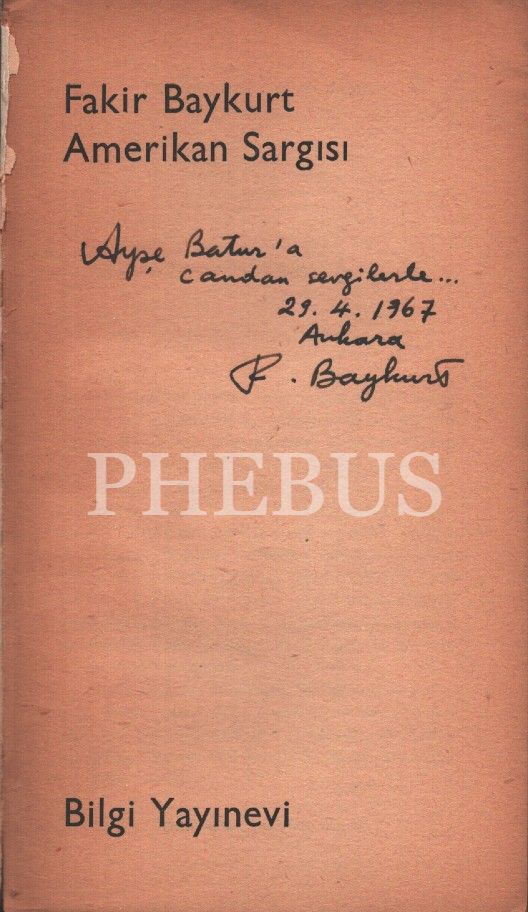 Fakir Baykurt
Amerikan Sargısı
Ayşe Batur'a
candan sevgilerle...
29. 4. 1967
Ankara
F. Baykurt
PHEBUS
Bilgi Yayınevi